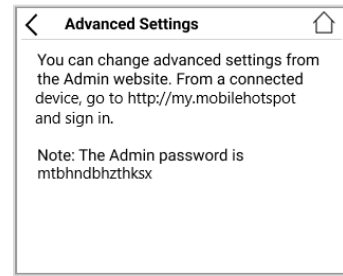 Advanced Settings
You can change advanced settings from
the Admin website. From a connected
device, go to http://my.mobilehotspot
and sign in.
Note: The Admin password is
mtbhndbhzthksx